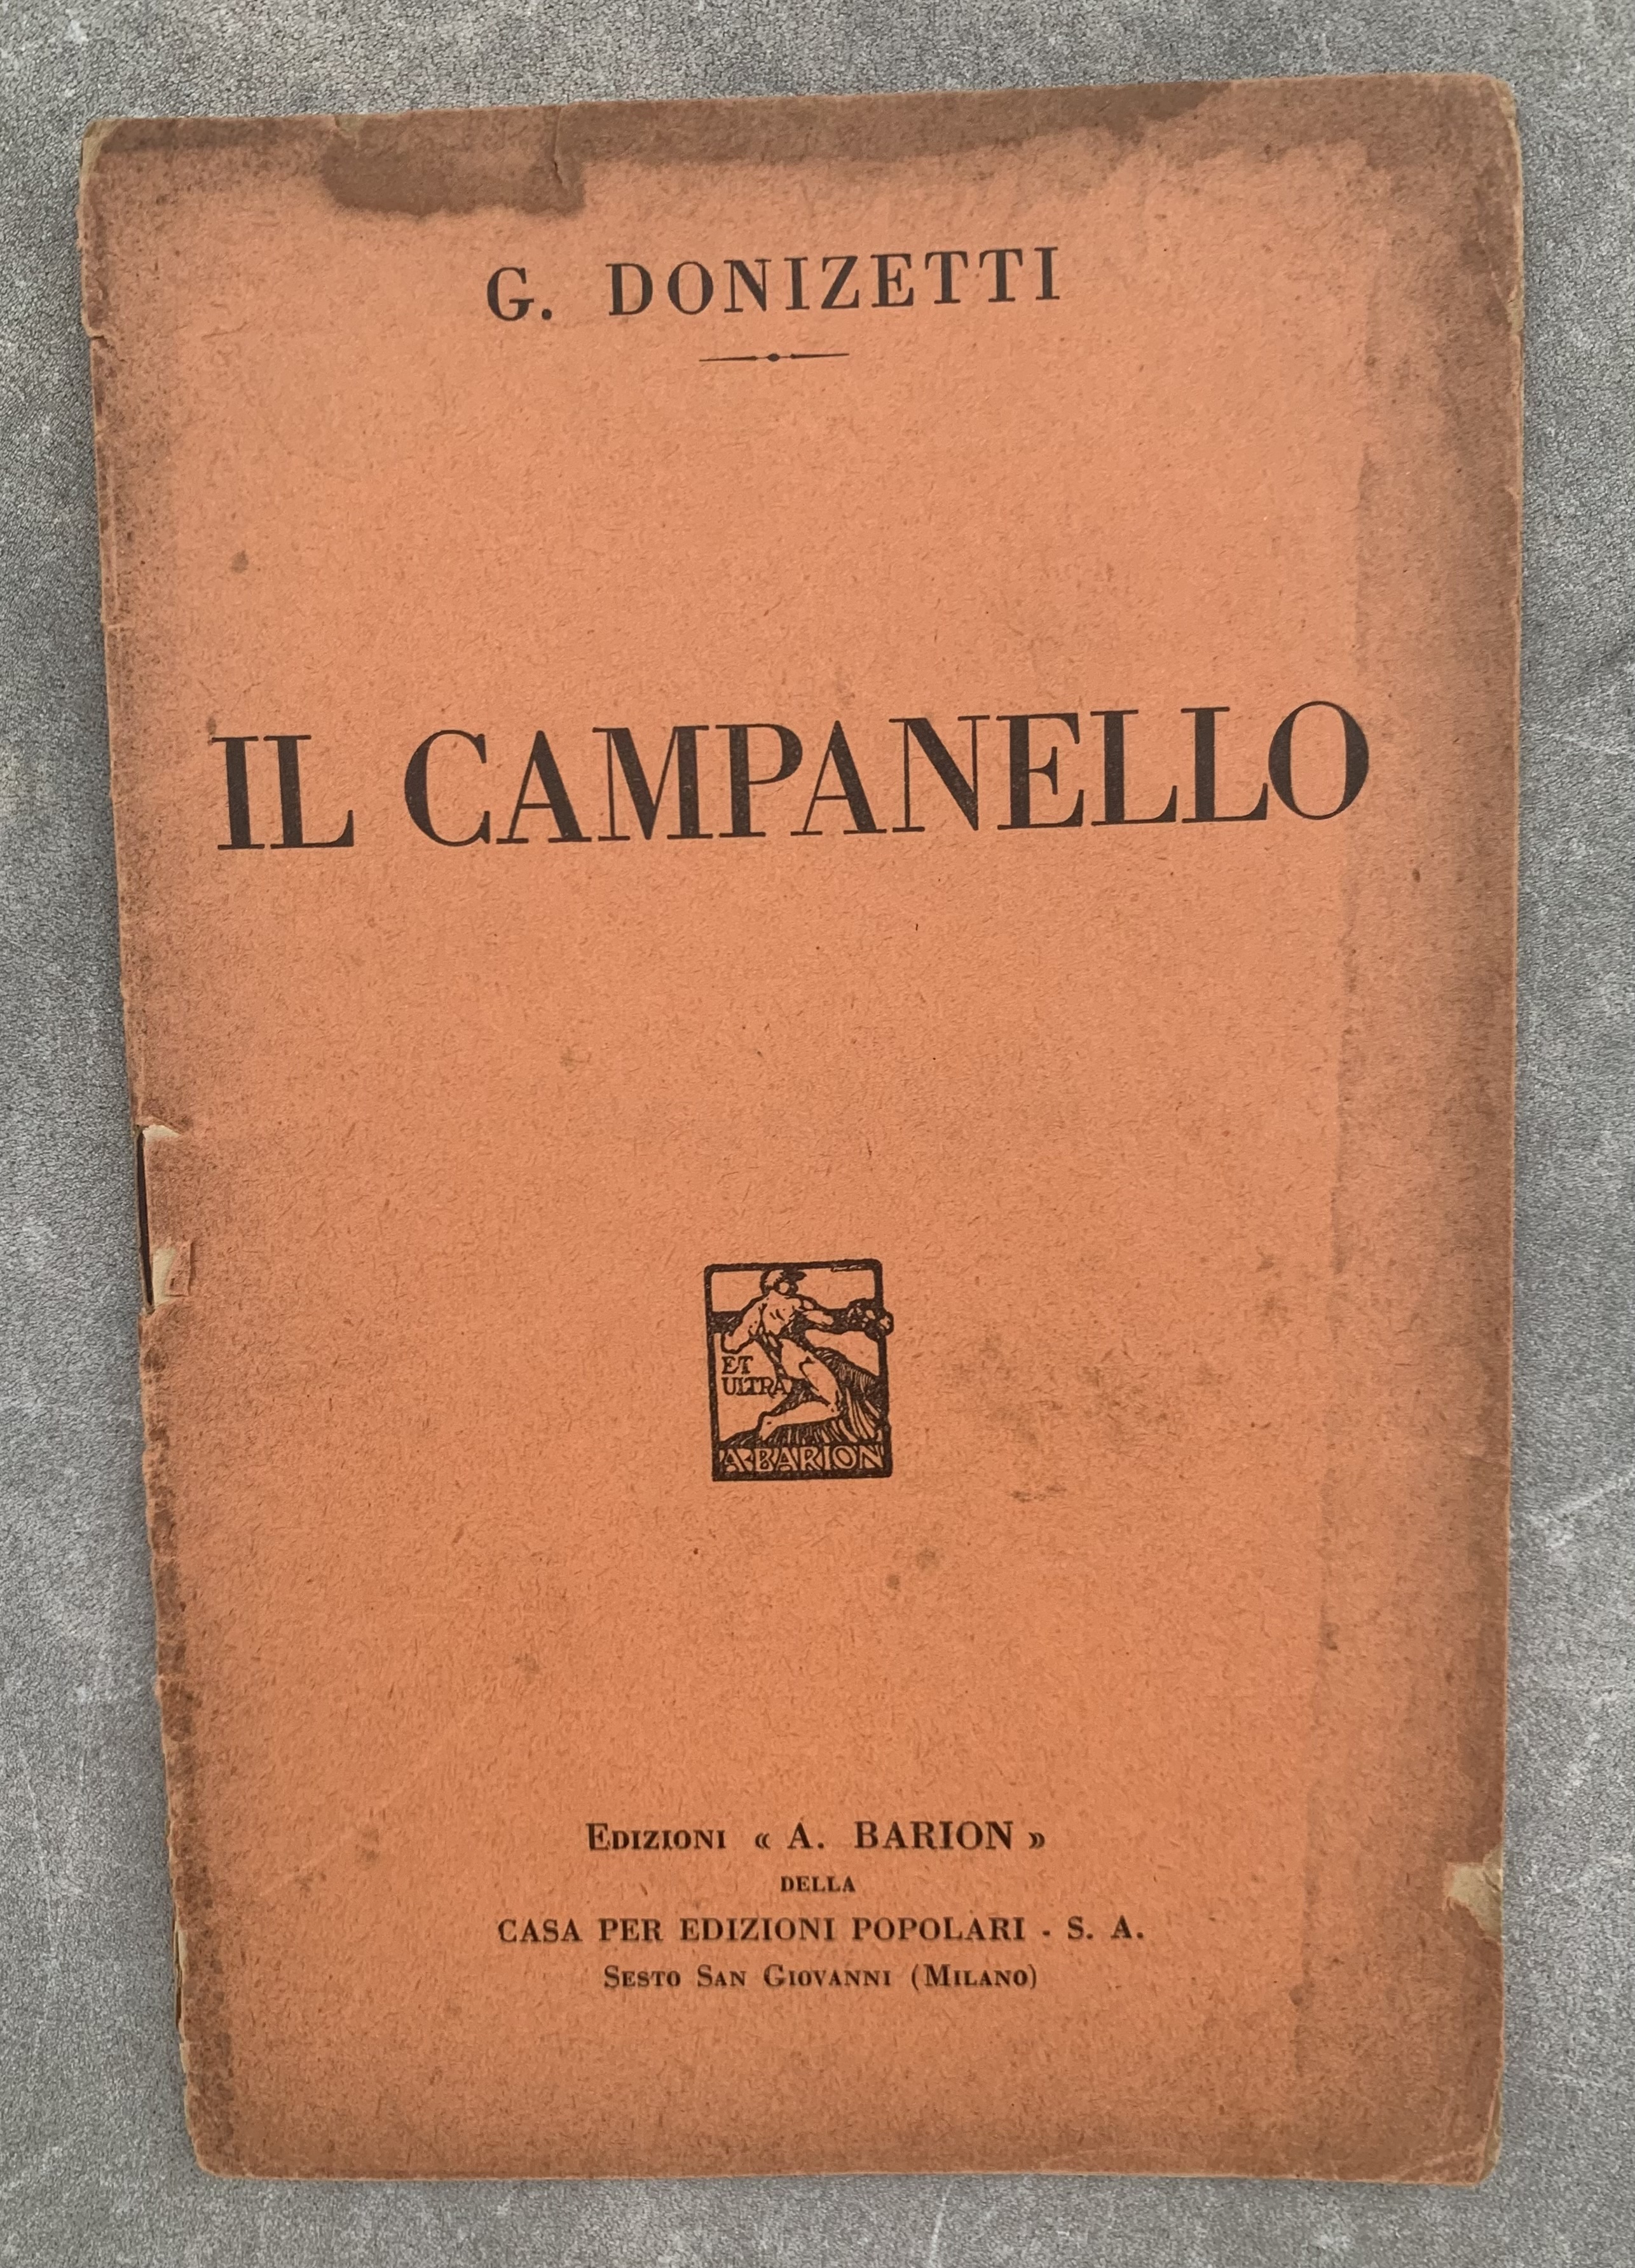 G. DONIZETTI
IL CAMPANELLO
ET
ULTRA
A·BARION
EDIZIONI « A. BARION »
DELLA
CASA PER EDIZIONI POPOLARI - S. A.
SESTO SAN GIOVANNI (MILANO)